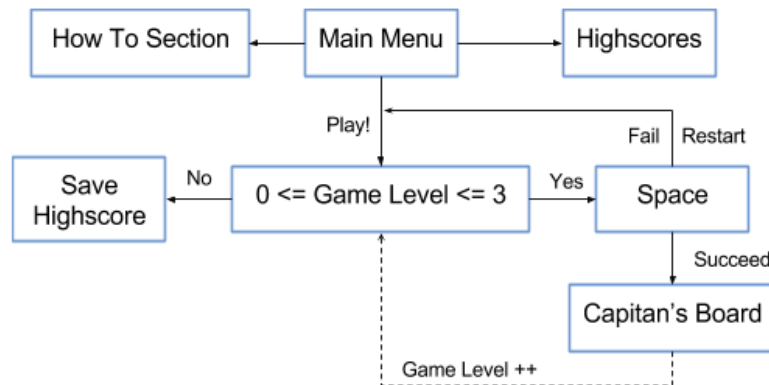 How To Section
Main Menu
Highscores
Play!
Fail
Restart
Save
Highscore
No
0 <= Game Level <= 3
Yes
Space
Succeed
Capitan's Board
Game Level ++